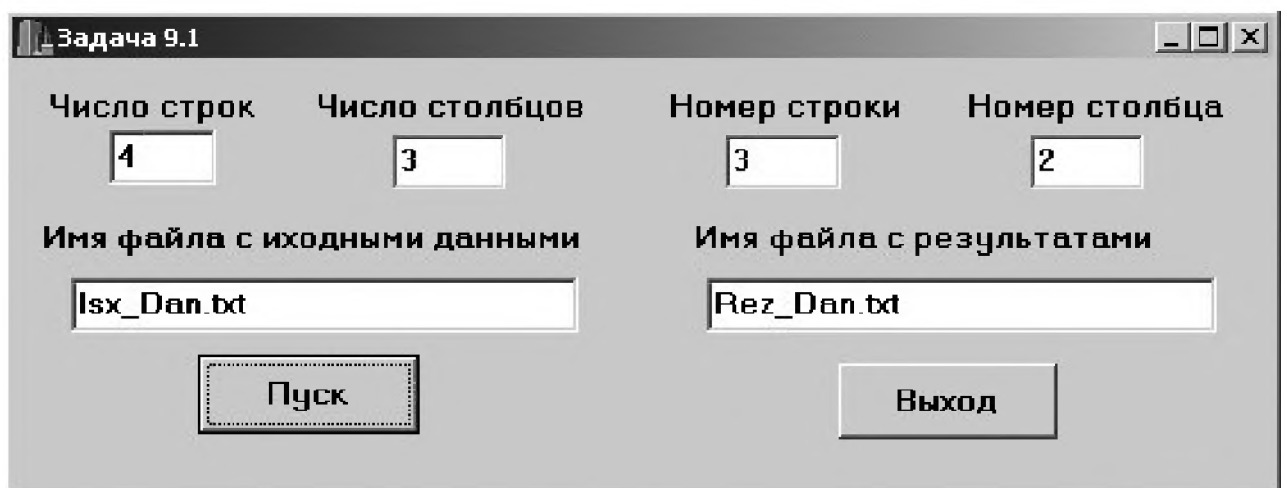 Задача 9.1
Число строк Число столбцов Номер строки Номер столбца
4 3 3 2
Имя файла с иходными данными Имя файла с результатами
Isx_Dan.txt Rez_Dan.txt
Пуск Выход